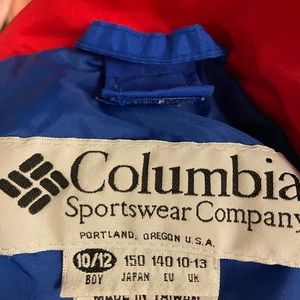 Columbia
Sportswear Company
PORTLAND, OREGON U.S.A.
10/12 150 140 10-13
BOY JAPAN EU UK
MADE IN TAIWAN